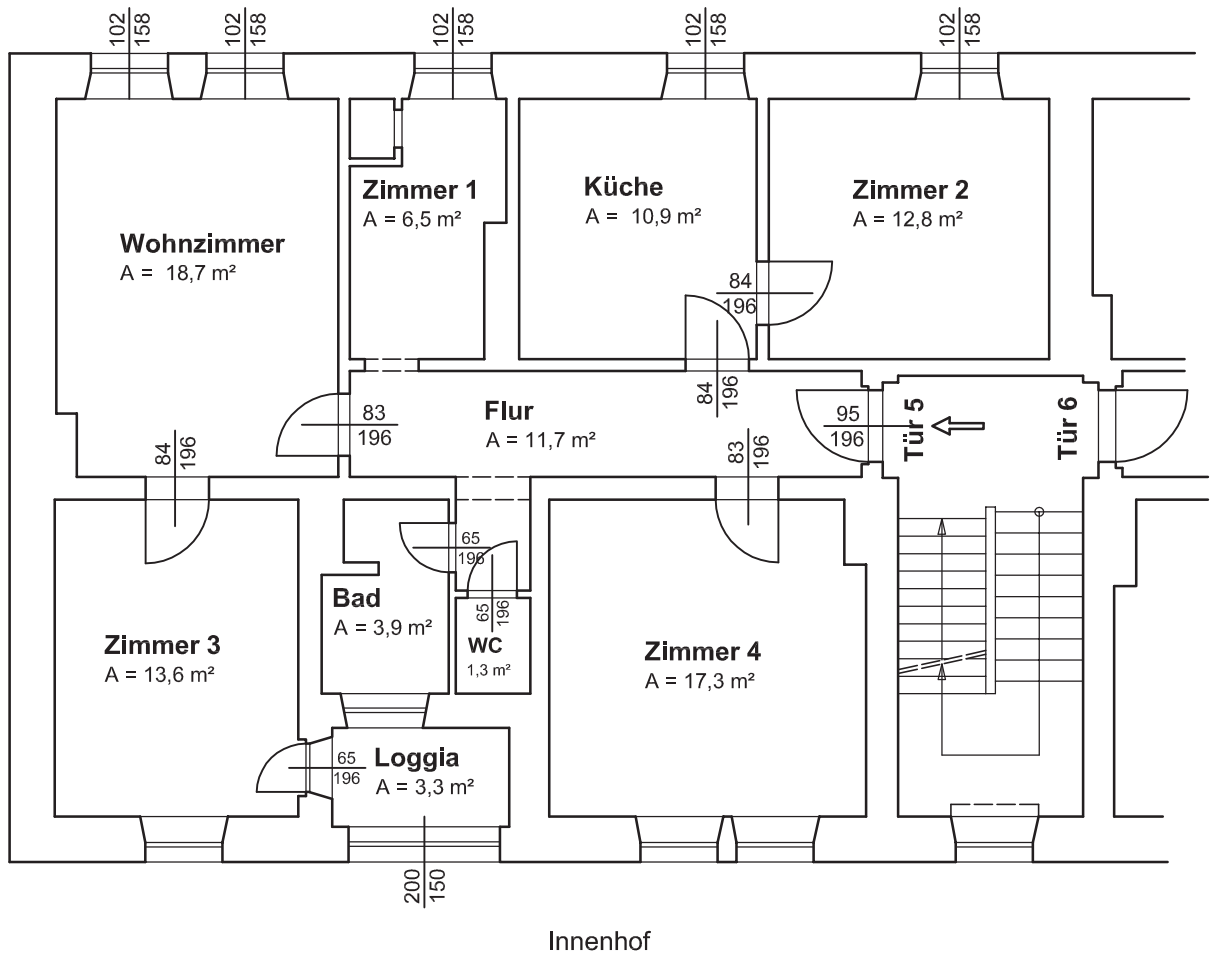 102
158
102
158
102
158
102
158
102
158
Zimmer 1
A = 6,5 m²
Küche
A = 10,9 m²
Zimmer 2
A = 12,8 m²
Wohnzimmer
A = 18,7 m²
84
196
84
196
83
196
Flur
A = 11,7 m²
95
196
Tür 5
Tür 6
84
196
83
196
65
196
65
196
Bad
A = 3,9 m²
WC
1,3 m²
Zimmer 3
A = 13,6 m²
Zimmer 4
A = 17,3 m²
65
196
Loggia
A = 3,3 m²
200
150
Innenhof